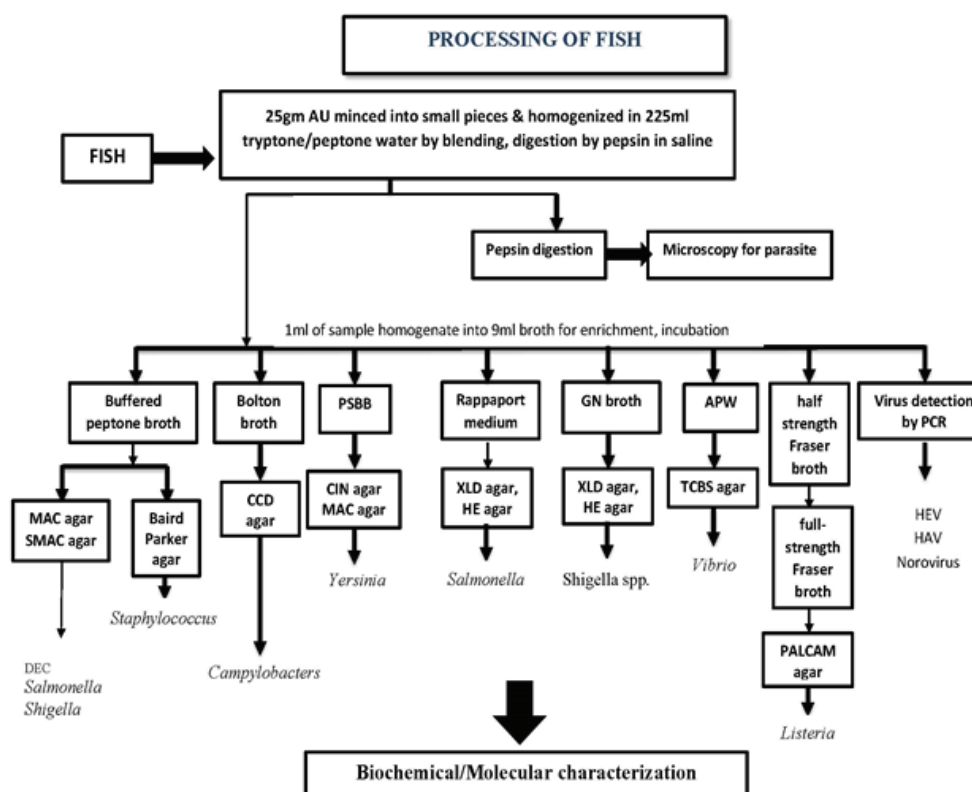 PROCESSING OF FISH
25gm AU minced into small pieces & homogenized in 225ml
tryptone/peptone water by blending, digestion by pepsin in saline
FISH
Pepsin digestion
Microscopy for parasite
1ml of sample homogenate into 9ml broth for enrichment, incubation
Buffered
peptone broth
Bolton
broth
PSBB
Rappaport
medium
GN broth
APW
half
strength
Fraser
broth
Virus detection
by PCR
MAC agar
SMAC agar
Baird
Parker
agar
CCD
agar
CIN agar
MAC agar
XLD agar,
HE agar
XLD agar,
HE agar
TCBS agar
full-
strength
Fraser
broth
HEV
HAV
Norovirus
DEC
Salmonella
Shigella
Staphylococcus
Campylobacters
Yersinia
Salmonella
Shigella spp.
Vibrio
PALCAM
agar
Listeria
Biochemical/Molecular characterization